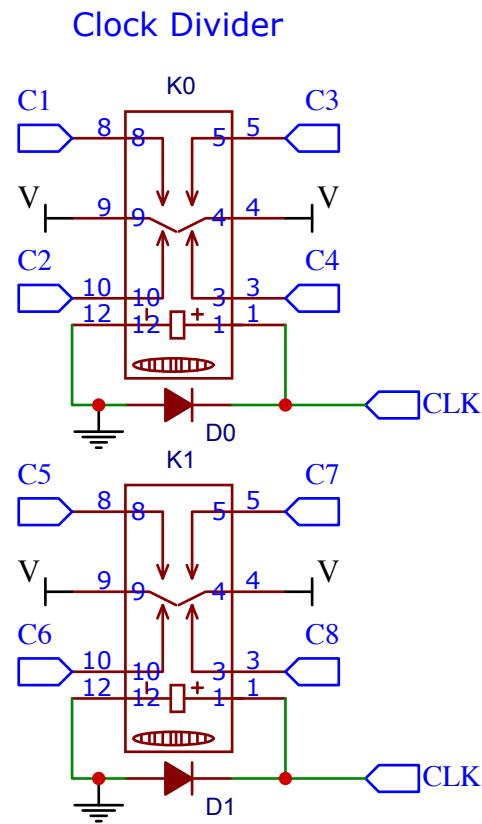 Clock Divider
K0
C1 8 8 5 5 C3
V 9 9 4 4 V
C2 10 10 3 3 C4
12 12 - + 1 1
CLK
D0
K1
C5 8 8 5 5 C7
V 9 9 4 4 V
C6 10 10 3 3 C8
12 12 - + 1 1
CLK
D1